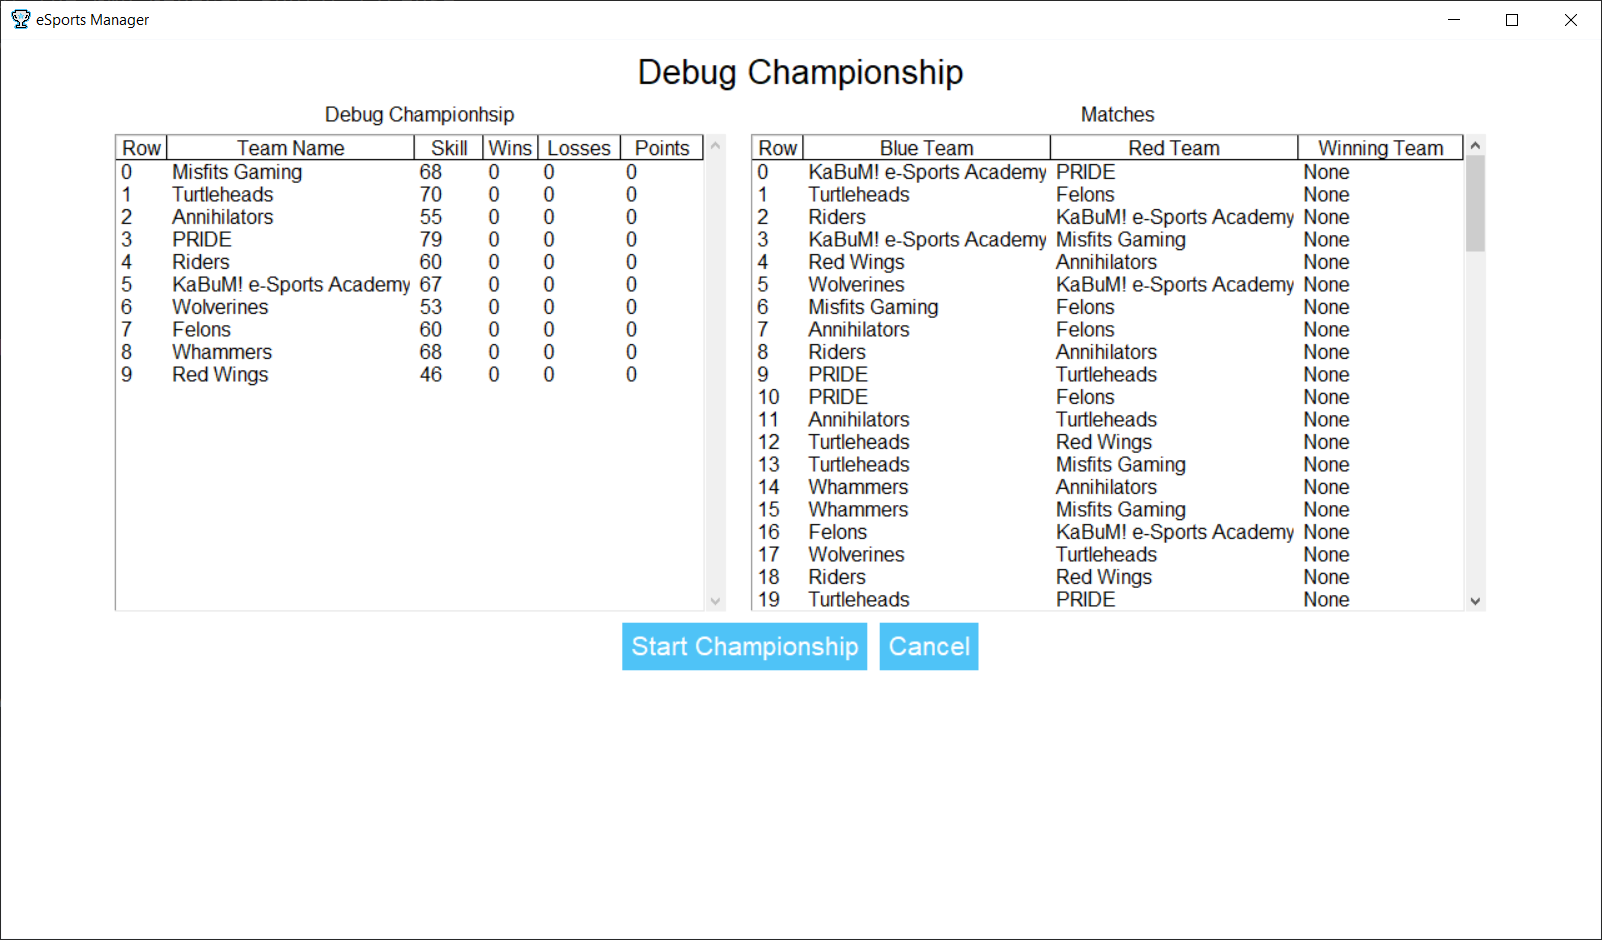 eSports Manager
Debug Championship
Debug Championhsip
Row Team Name Skill Wins Losses Points
0 Misfits Gaming 68 0 0 0
1 Turtleheads 70 0 0 0
2 Annihilators 55 0 0 0
3 PRIDE 79 0 0 0
4 Riders 60 0 0 0
5 KaBuM! e-Sports Academy 67 0 0 0
6 Wolverines 53 0 0 0
7 Felons 60 0 0 0
8 Whammers 68 0 0 0
9 Red Wings 46 0 0 0
Matches
Row Blue Team Red Team Winning Team
0 KaBuM! e-Sports Academy PRIDE None
1 Turtleheads Felons None
2 Riders KaBuM! e-Sports Academy None
3 KaBuM! e-Sports Academy Misfits Gaming None
4 Red Wings Annihilators None
5 Wolverines KaBuM! e-Sports Academy None
6 Misfits Gaming Felons None
7 Annihilators Felons None
8 Riders Annihilators None
9 PRIDE Turtleheads None
10 PRIDE Felons None
11 Annihilators Turtleheads None
12 Turtleheads Red Wings None
13 Turtleheads Misfits Gaming None
14 Whammers Annihilators None
15 Whammers Misfits Gaming None
16 Felons KaBuM! e-Sports Academy None
17 Wolverines Turtleheads None
18 Riders Red Wings None
19 Turtleheads PRIDE None
Start Championship Cancel